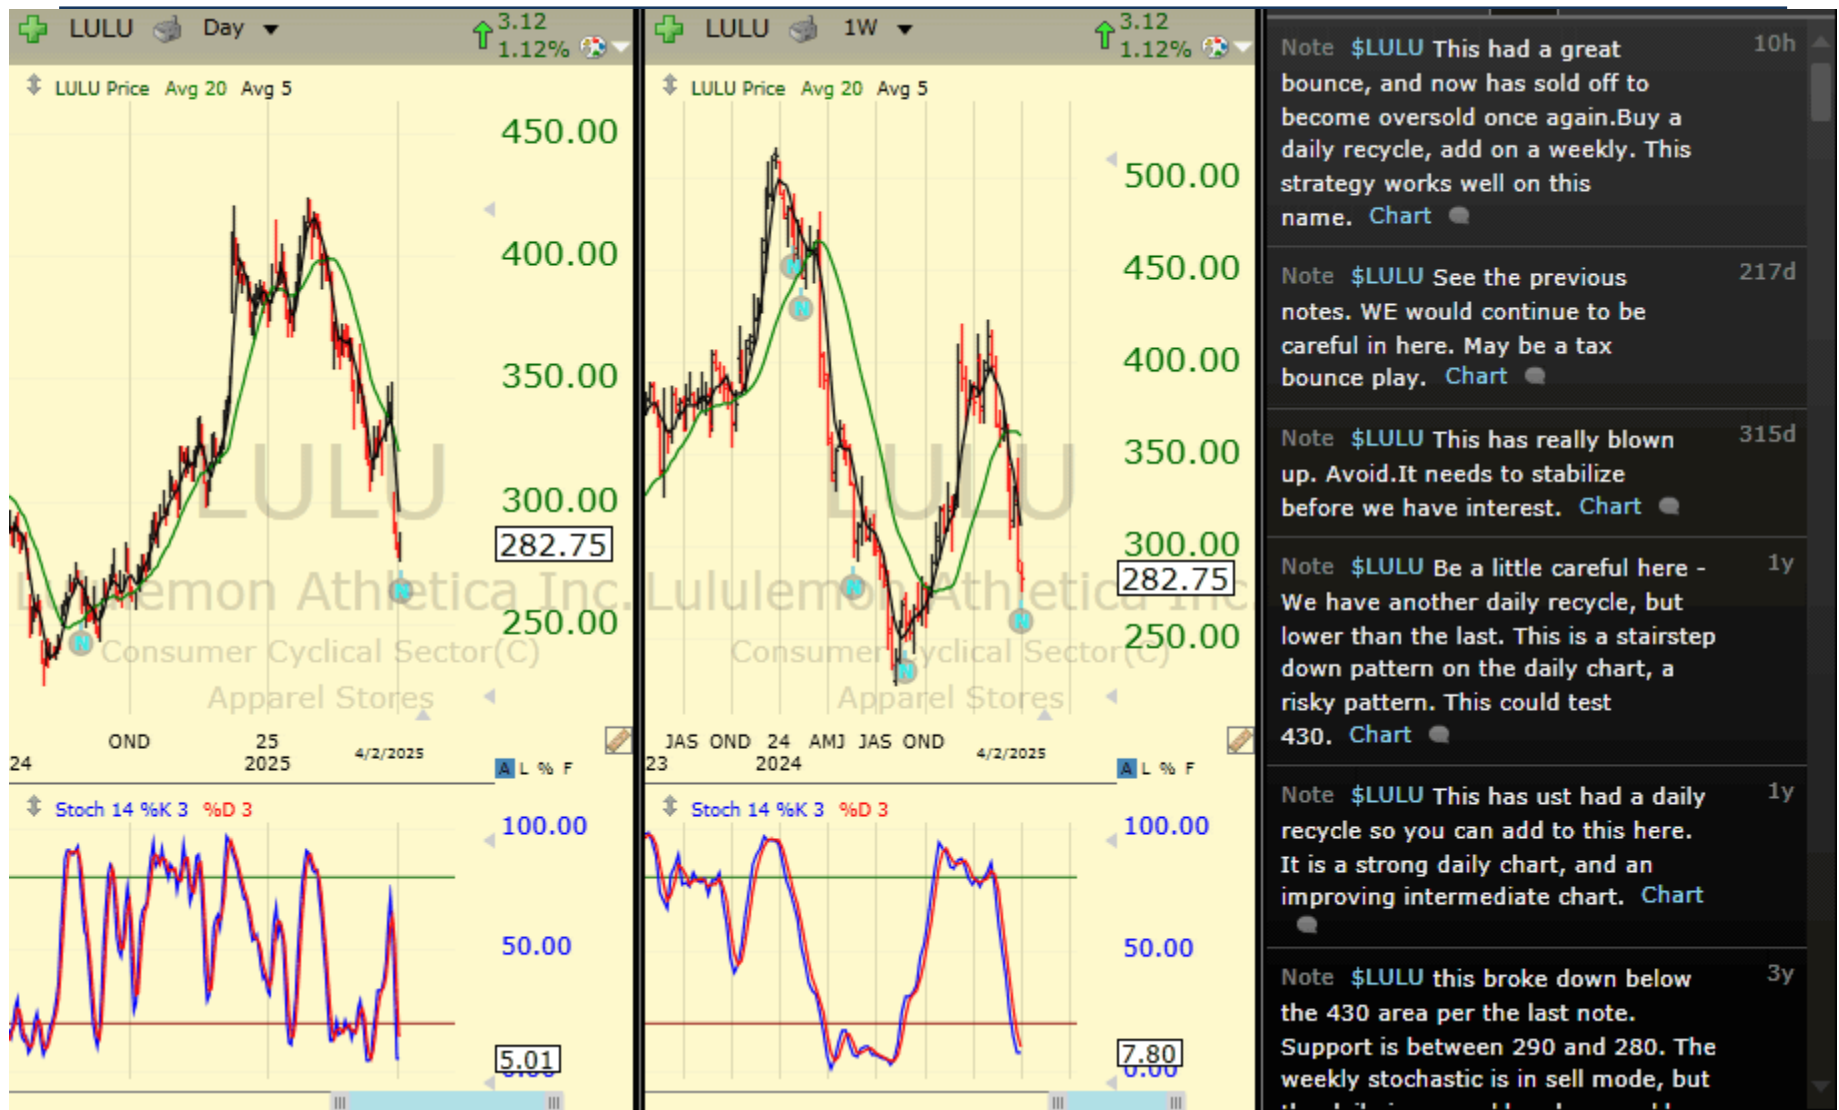 LULU Day 3.12
1.12%
LULU Price Avg 20 Avg 5
450.00
400.00
350.00
300.00
282.75
250.00
LULU
Lululemon Athletica Inc.
Consumer Cyclical Sector(C)
Apparel Stores
OND 25 4/2/2025
24 2025
A L % F
Stoch 14 %K 3 %D 3
100.00
50.00
5.01
0.00
N
N
LULU 1W 3.12
1.12%
LULU Price Avg 20 Avg 5
500.00
450.00
400.00
350.00
300.00
282.75
250.00
LULU
Lululemon Athletica Inc.
Consumer Cyclical Sector(C)
Apparel Stores
JAS OND 24 AMJ JAS OND 4/2/2025
23 2024
A L % F
Stoch 14 %K 3 %D 3
100.00
50.00
7.80
0.00
N
N
N
N
N
Note $LULU This had a great 10h
bounce, and now has sold off to
become oversold once again.Buy a
daily recycle, add on a weekly. This
strategy works well on this
name. Chart
Note $LULU See the previous 217d
notes. WE would continue to be
careful in here. May be a tax
bounce play. Chart
Note $LULU This has really blown 315d
up. Avoid.It needs to stabilize
before we have interest. Chart
Note $LULU Be a little careful here - 1y
We have another daily recycle, but
lower than the last. This is a stairstep
down pattern on the daily chart, a
risky pattern. This could test
430. Chart
Note $LULU This has ust had a daily 1y
recycle so you can add to this here.
It is a strong daily chart, and an
improving intermediate chart. Chart
Note $LULU this broke down below 3y
the 430 area per the last note.
Support is between 290 and 280. The
weekly stochastic is in sell mode, but